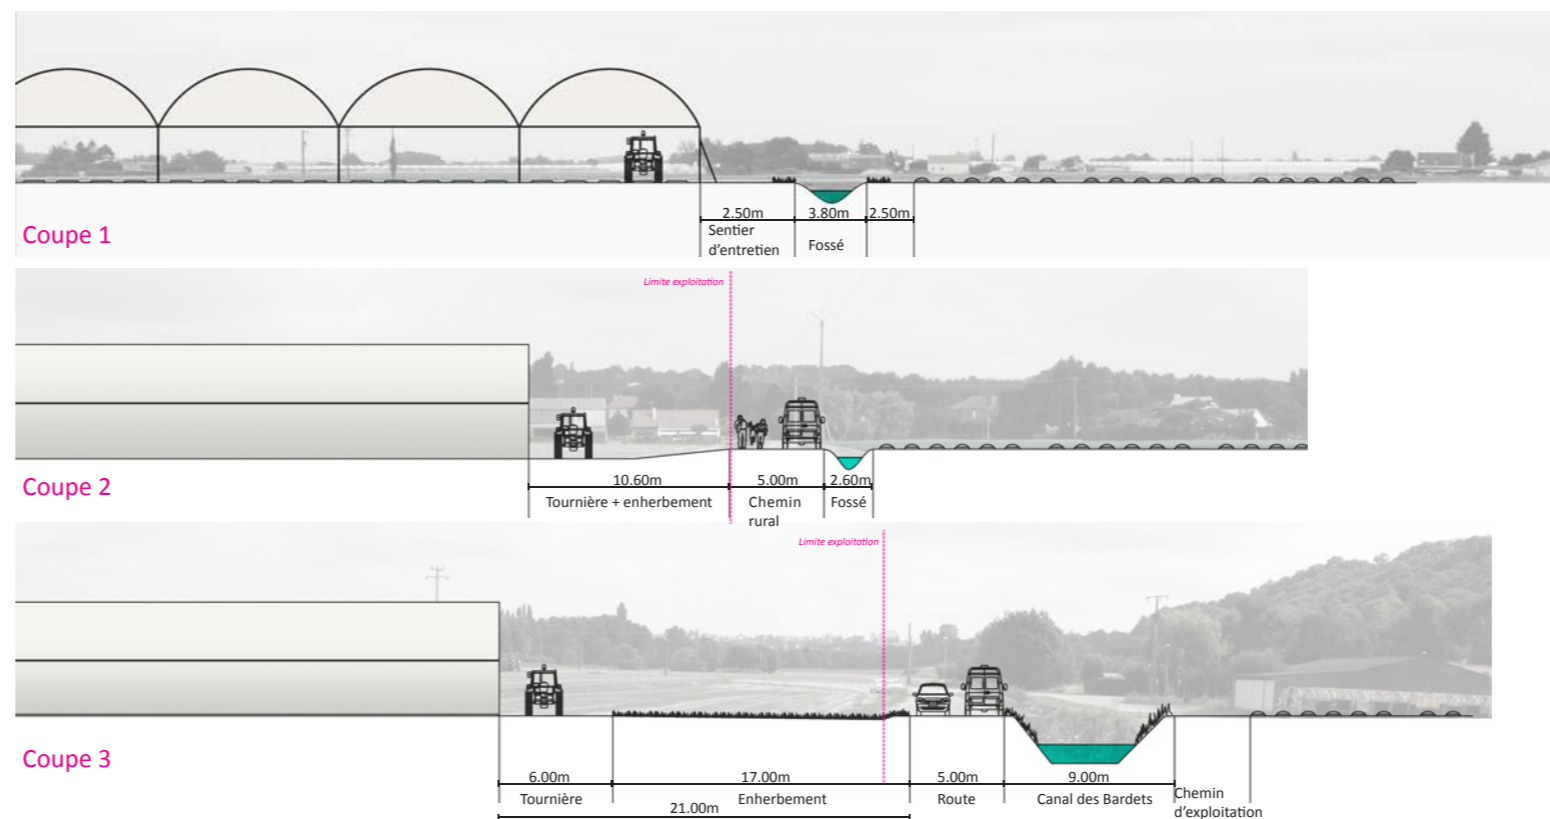 2.50m
3.80m
2.50m
Sentier
d'entretien
Fossé
Coupe 1
Limite exploitation
10.60m
5.00m
2.60m
Tournière + enherbement
Chemin
rural
Fossé
Coupe 2
Limite exploitation
6.00m
17.00m
5.00m
9.00m
Tournière
Enherbement
Route
Canal des Bardets
Chemin
d'exploitation
21.00m
Coupe 3